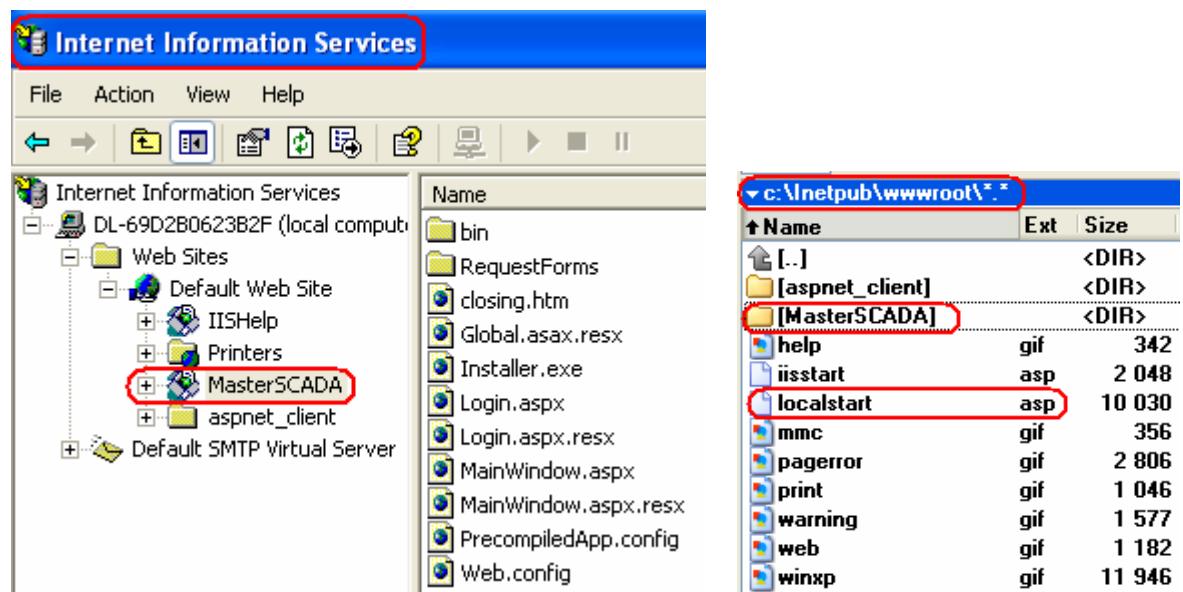 Internet Information Services
File Action View Help
Internet Information Services
DL-69D2B0623B2F (local comput
Web Sites
Default Web Site
IISHelp
Printers
MasterSCADA
aspnet_client
Default SMTP Virtual Server
Name
bin
RequestForms
closing.htm
Global.asax.resx
Installer.exe
Login.aspx
Login.aspx.resx
MainWindow.aspx
MainWindow.aspx.resx
PrecompiledApp.config
Web.config
c:\Inetpub\wwwroot\*.*
Name Ext Size
[..] <DIR>
[aspnet_client] <DIR>
[MasterSCADA] <DIR>
help gif 342
iisstart asp 2 048
localstart asp 10 030
mmc gif 356
pagerror gif 2 806
print gif 1 046
warning gif 1 577
web gif 1 182
winxp gif 11 946